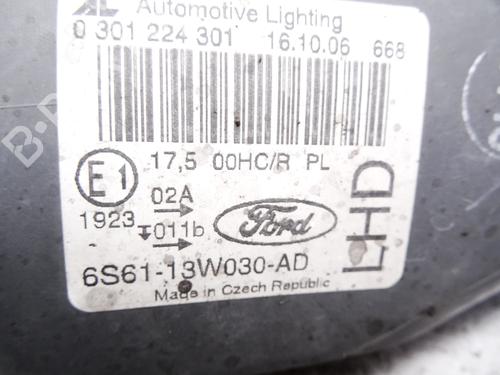 AL Automotive Lighting
0 301 224 301 16.10.06 668
17,5 00HC/R PL
E1 02A
1923 011b
Ford
LHD
6S61-13W030-AD
Made in Czech Republic